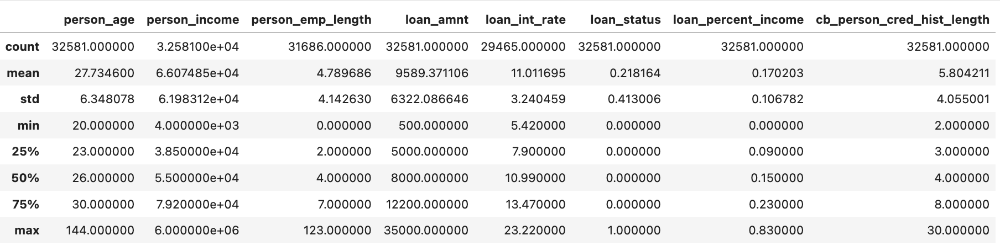 person_age person_income person_emp_length loan_amnt loan_int_rate loan_status loan_percent_income cb_person_cred_hist_length
count 32581.000000 3.258100e+04 31686.000000 32581.000000 29465.000000 32581.000000 32581.000000 32581.000000
mean 27.734600 6.607485e+04 4.789686 9589.371106 11.011695 0.218164 0.170203 5.804211
std 6.348078 6.198312e+04 4.142630 6322.086646 3.240459 0.413006 0.106782 4.055001
min 20.000000 4.000000e+03 0.000000 500.000000 5.420000 0.000000 0.000000 2.000000
25% 23.000000 3.850000e+04 2.000000 5000.000000 7.900000 0.000000 0.090000 3.000000
50% 26.000000 5.500000e+04 4.000000 8000.000000 10.990000 0.000000 0.150000 4.000000
75% 30.000000 7.920000e+04 7.000000 12200.000000 13.470000 0.000000 0.230000 8.000000
max 144.000000 6.000000e+06 123.000000 35000.000000 23.220000 1.000000 0.830000 30.000000